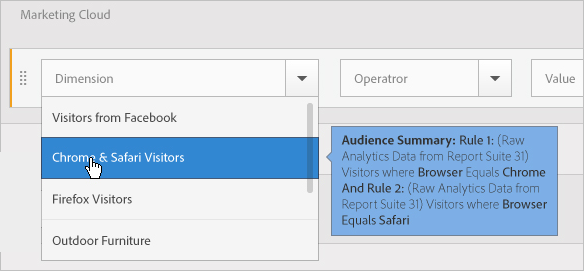 Marketing Cloud
Dimension
Operatror
Value
Visitors from Facebook
Chrome & Safari Visitors
Firefox Visitors
Outdoor Furniture
Audience Summary: Rule 1: (Raw
Analytics Data from Report Suite 31)
Visitors where Browser Equals Chrome
And Rule 2: (Raw Analytics Data from
Report Suite 31) Visitors where Browser
Equals Safari